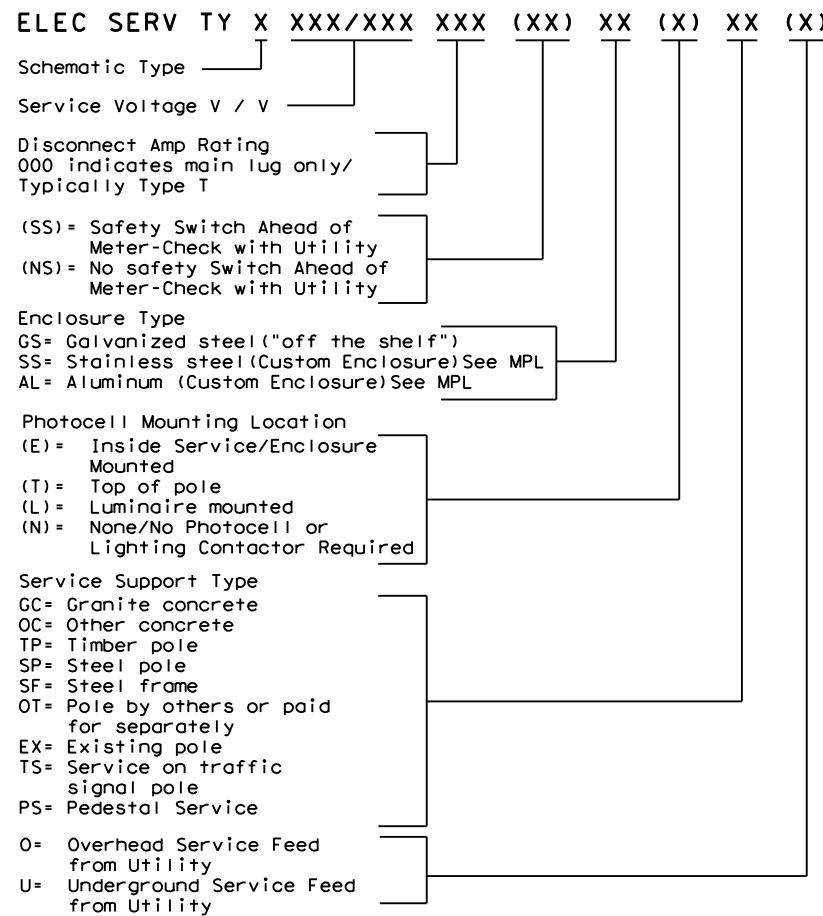 ELEC SERV TY X XXX/XXX XXX (XX) XX (X) XX (X)
Schematic Type
Service Voltage V / V
Disconnect Amp Rating
000 indicates main lug only/
Typically Type T
(SS)= Safety Switch Ahead of
Meter-Check with Utility
(NS)= No safety Switch Ahead of
Meter-Check with Utility
Enclosure Type
GS= Galvanized steel("off the shelf")
SS= Stainless steel(Custom Enclosure)See MPL
AL= Aluminum (Custom Enclosure)See MPL
Photocell Mounting Location
(E)= Inside Service/Enclosure
Mounted
(T)= Top of pole
(L)= Luminaire mounted
(N)= None/No Photocell or
Lighting Contactor Required
Service Support Type
GC= Granite concrete
OC= Other concrete
TP= Timber pole
SP= Steel pole
SF= Steel frame
OT= Pole by others or paid
for separately
EX= Existing pole
TS= Service on traffic
signal pole
PS= Pedestal Service
O= Overhead Service Feed
from Utility
U= Underground Service Feed
from Utility